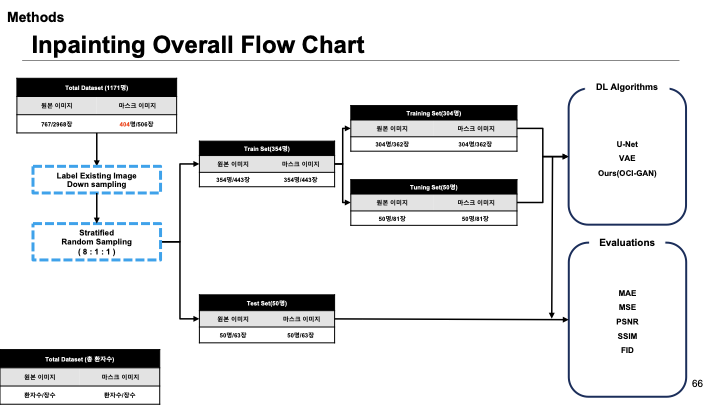 Methods
Inpainting Overall Flow Chart
Total Dataset (1171명)
원본 이미지 마스크 이미지
767/2968장 404명/506장
Label Existing Image
Down sampling
Stratified
Random Sampling
( 8 : 1 : 1 )
Train Set(354명)
원본 이미지 마스크 이미지
354명/443장 354명/443장
Training Set(304명)
원본 이미지 마스크 이미지
304명/362장 304명/362장
Tuning Set(50명)
원본 이미지 마스크 이미지
50명/81장 50명/81장
Test Set(50명)
원본 이미지 마스크 이미지
50명/63장 50명/63장
DL Algorithms
U-Net
VAE
Ours(OCI-GAN)
Evaluations
MAE
MSE
PSNR
SSIM
FID
Total Dataset (총 환자수)
원본 이미지 마스크 이미지
환자수/장수 환자수/장수
66